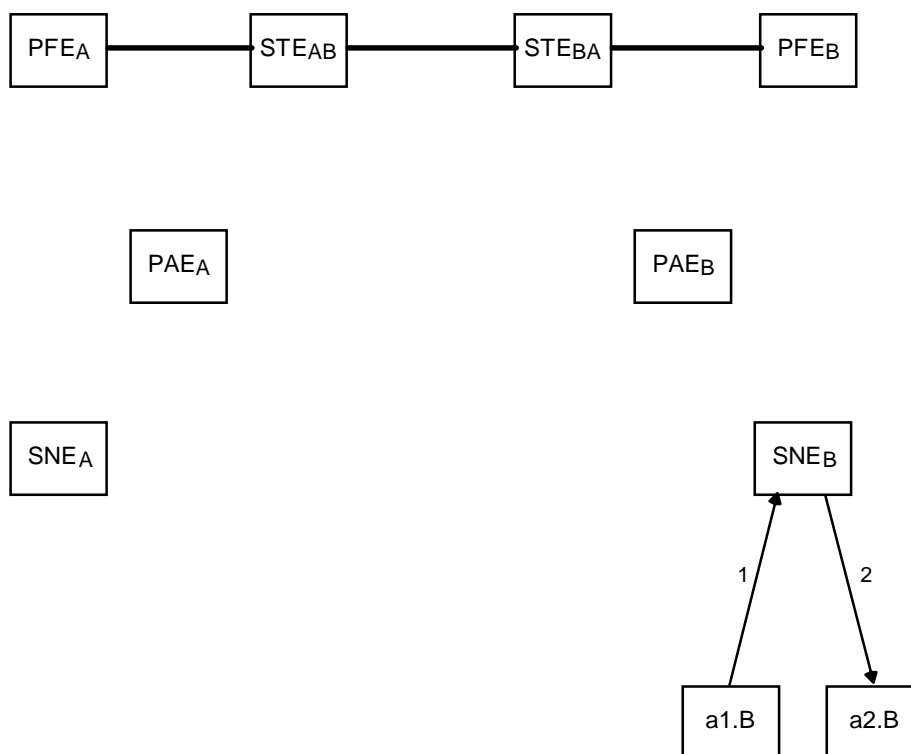 PFEA STEAB STEBA PFEB
PAEA PAEB
SNEA SNEB
1 2
a1.B a2.B